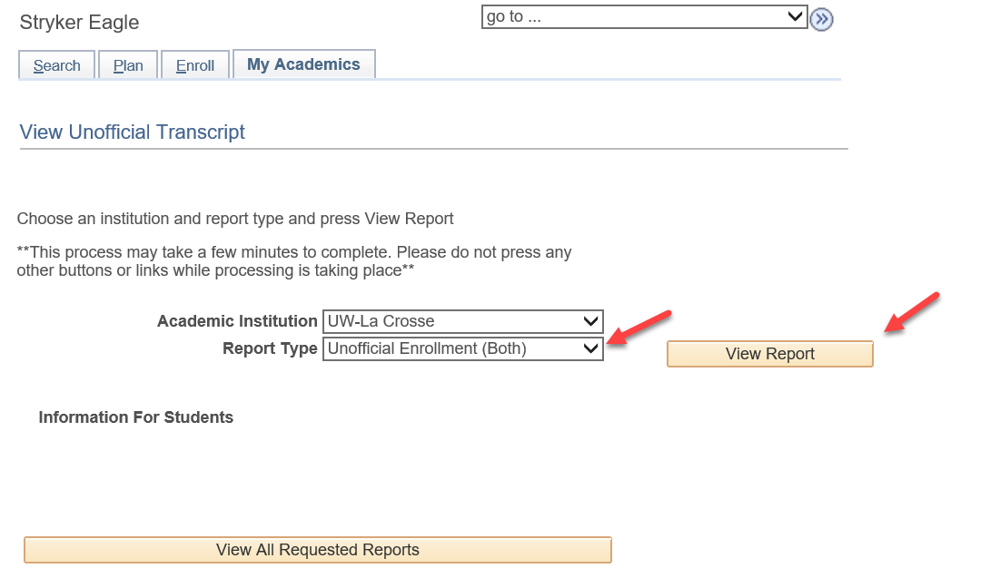 Stryker Eagle
go to ...
Search Plan Enroll My Academics
View Unofficial Transcript
Choose an institution and report type and press View Report
**This process may take a few minutes to complete. Please do not press any
other buttons or links while processing is taking place**
Academic Institution UW-La Crosse
Report Type Unofficial Enrollment (Both)
View Report
Information For Students
View All Requested Reports